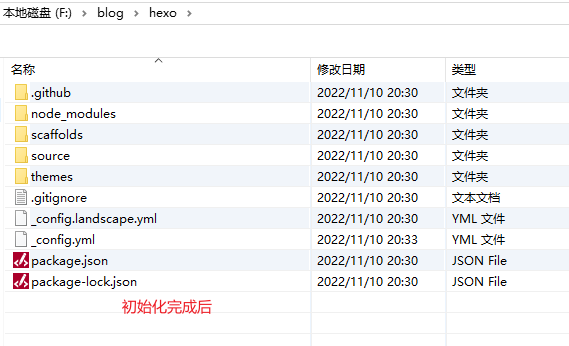 本地磁盘 (F:) › blog › hexo ›
名称 修改日期 类型
.github 2022/11/10 20:30 文件夹
node_modules 2022/11/10 20:30 文件夹
scaffolds 2022/11/10 20:30 文件夹
source 2022/11/10 20:30 文件夹
themes 2022/11/10 20:30 文件夹
.gitignore 2022/11/10 20:30 文本文档
_config.landscape.yml 2022/11/10 20:30 YML 文件
_config.yml 2022/11/10 20:33 YML 文件
package.json 2022/11/10 20:30 JSON File
package-lock.json 2022/11/10 20:30 JSON File
初始化完成后